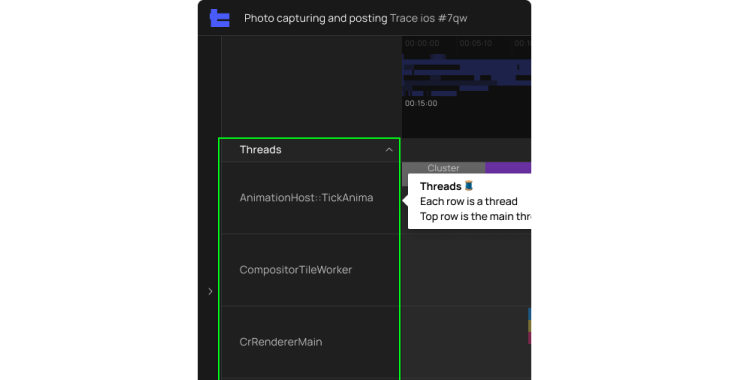 Photo capturing and posting Trace ios #7qw
00:00:00 00:05:10
00:15:00
Threads
Cluster
Threads 🧵
Each row is a thread
Top row is the main
AnimationHost::TickAnima
CompositorTileWorker
CrRendererMain